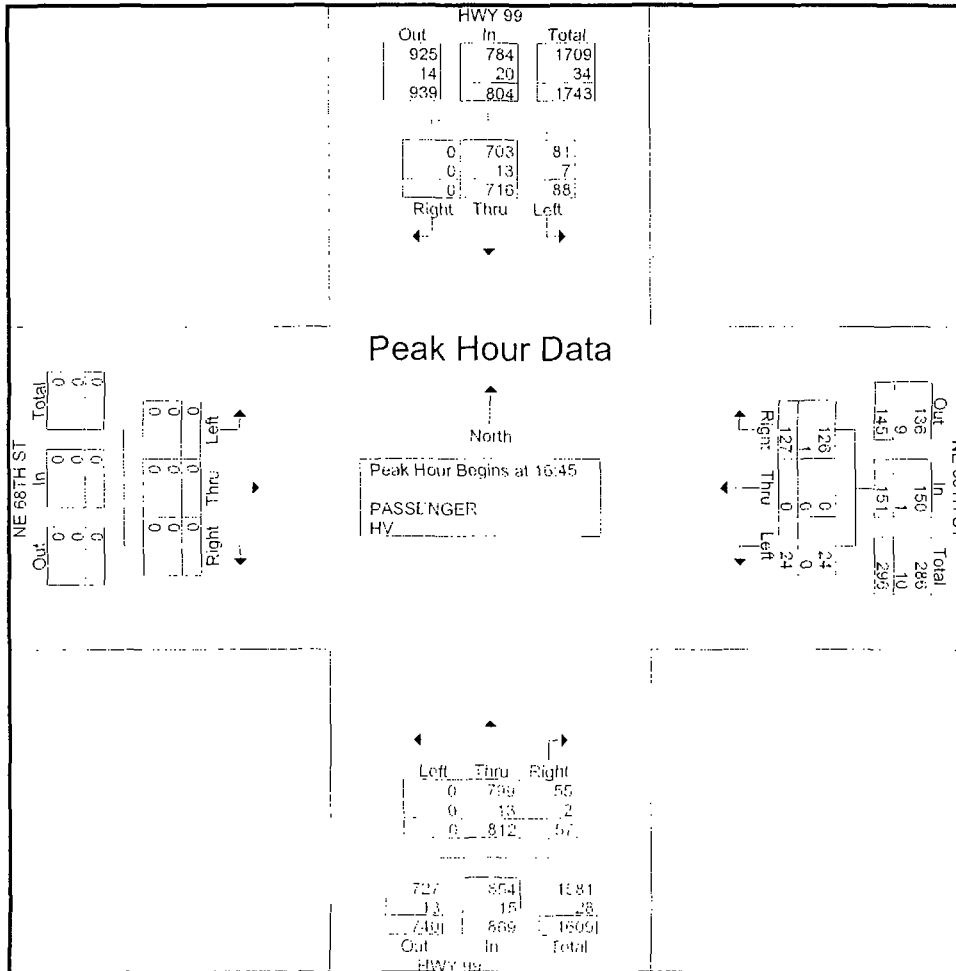 HWY 99
Out In Total
925 784 1709
14 20 34
939 804 1743
0 703 81
0 13 7
0 716 88
Right Thru Left
Peak Hour Data
North
Peak Hour Begins at 16:45
PASSENGER
HV
NE 68TH ST
Out In Total
0 0 0
0 0 0
0 0 0
Left Thru Right
0 0 0
0 0 0
0 0 0
Right Thru Left
126 0 24
1 0 0
127 0 24
Out In Total
136 150 286
9 1 10
145 151 296
Left Thru Right
0 799 55
0 13 2
0 812 57
727 854 1581
13 15 28
740 869 1609
Out In Total
HWY 99